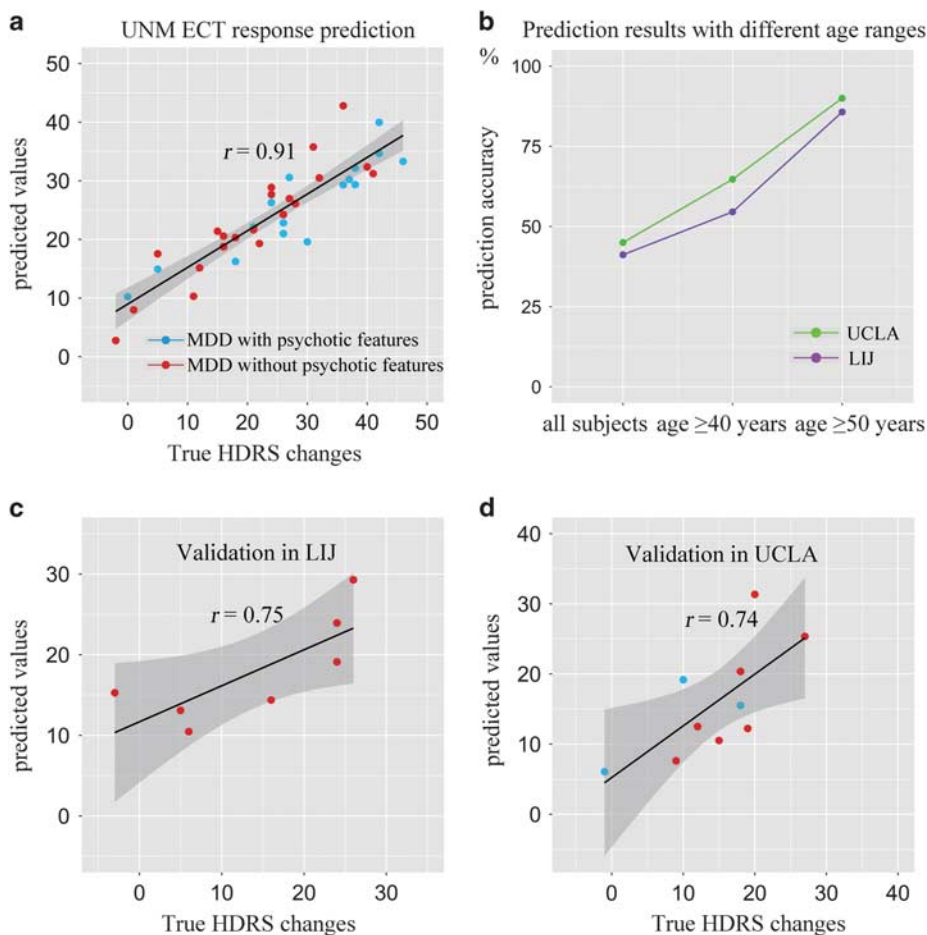 a
UNM ECT response prediction
50
40
30
20
10
0
predicted values
r = 0.91
MDD with psychotic features
MDD without psychotic features
0 10 20 30 40 50
True HDRS changes
b
Prediction results with different age ranges
%
100
75
50
25
0
prediction accuracy
UCLA
LIJ
all subjects age ≥40 years age ≥50 years
c
Validation in LIJ
r = 0.75
30
20
10
0
predicted values
0 10 20 30
True HDRS changes
d
Validation in UCLA
r = 0.74
40
30
20
10
0
predicted values
0 10 20 30 40
True HDRS changes